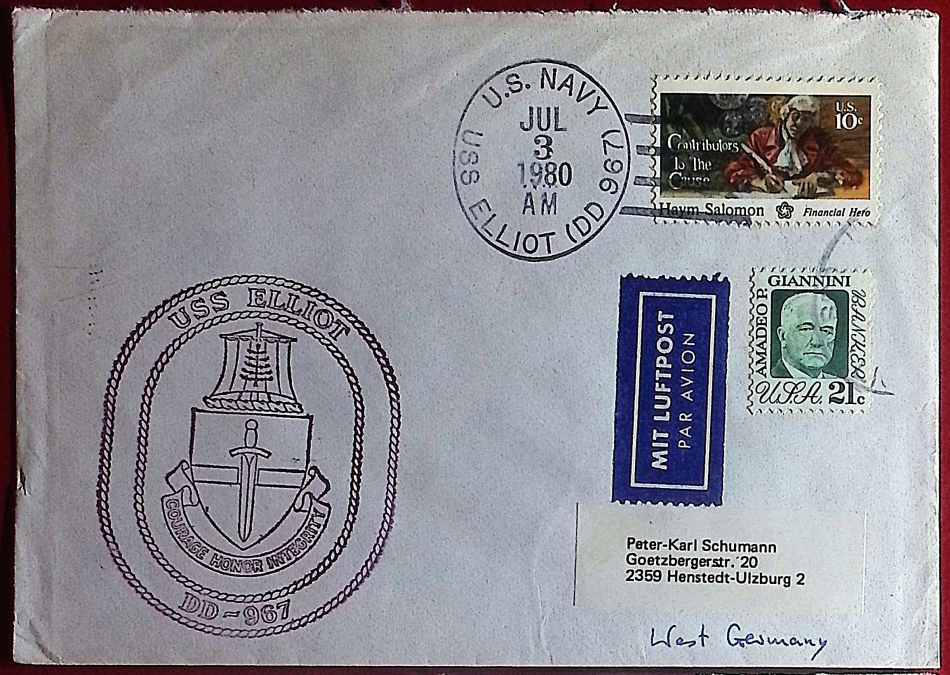 U.S. NAVY
JUL
3
1980
AM
USS ELLIOT (DD 967)
U.S.
10c
Contributors
To The
Cause...
Haym Salomon Financial Hero
AMADEO P. GIANNINI
BANKER
U.S.A. 21c
MIT LUFTPOST
PAR AVION
USS ELLIOT
COURAGE HONOR INTEGRITY
DD-967
Peter-Karl Schumann
Goetzbergerstr. 20
2359 Henstedt-Ulzburg 2
West Germany